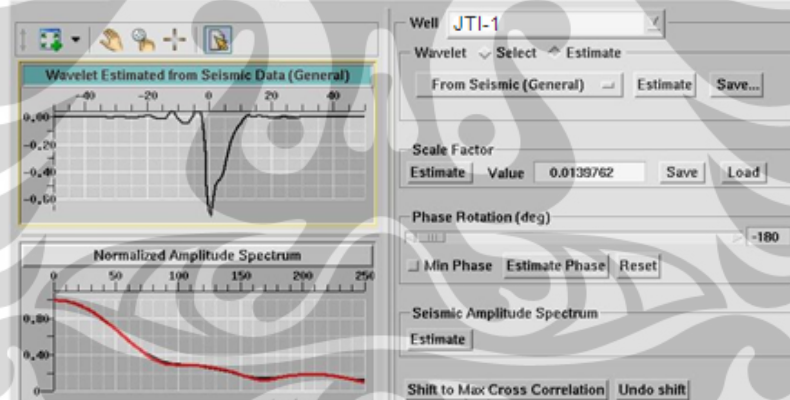 Well JTI-1
Wavelet Select Estimate
From Seismic (General) Estimate Save...
Scale Factor
Estimate Value 0.0139762 Save Load
Phase Rotation (deg)
-180
Min Phase Estimate Phase Reset
Seismic Amplitude Spectrum
Estimate
Shift to Max Cross Correlation Undo shift
Wavelet Estimated from Seismic Data (General)
-40 -20 0 20 40
0.00
-0.20
-0.40
-0.60
Normalized Amplitude Spectrum
0 50 100 150 200 250
0.80
0.40
0